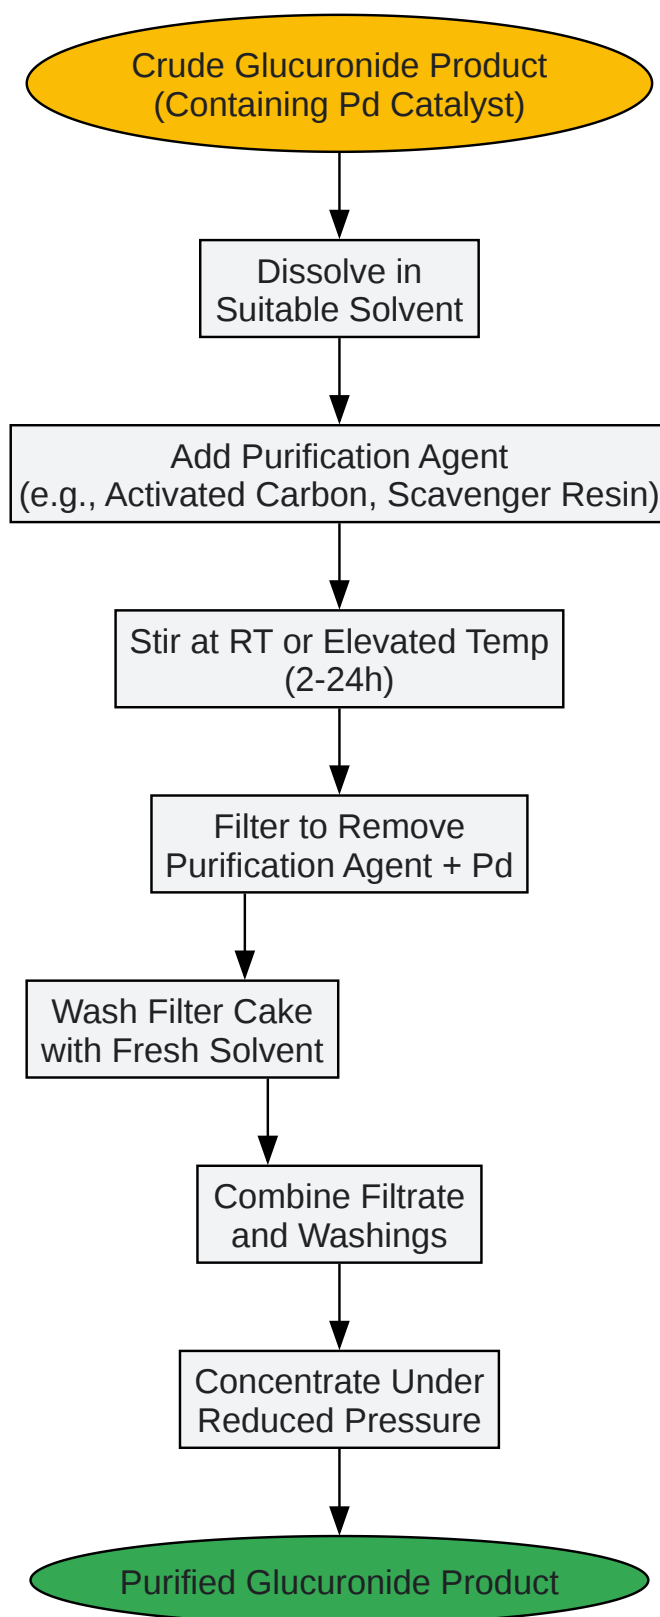 Crude Glucuronide Product
(Containing Pd Catalyst)
Dissolve in
Suitable Solvent
Add Purification Agent
(e.g., Activated Carbon, Scavenger Resin)
Stir at RT or Elevated Temp
(2-24h)
Filter to Remove
Purification Agent + Pd
Wash Filter Cake
with Fresh Solvent
Combine Filtrate
and Washings
Concentrate Under
Reduced Pressure
Purified Glucuronide Product